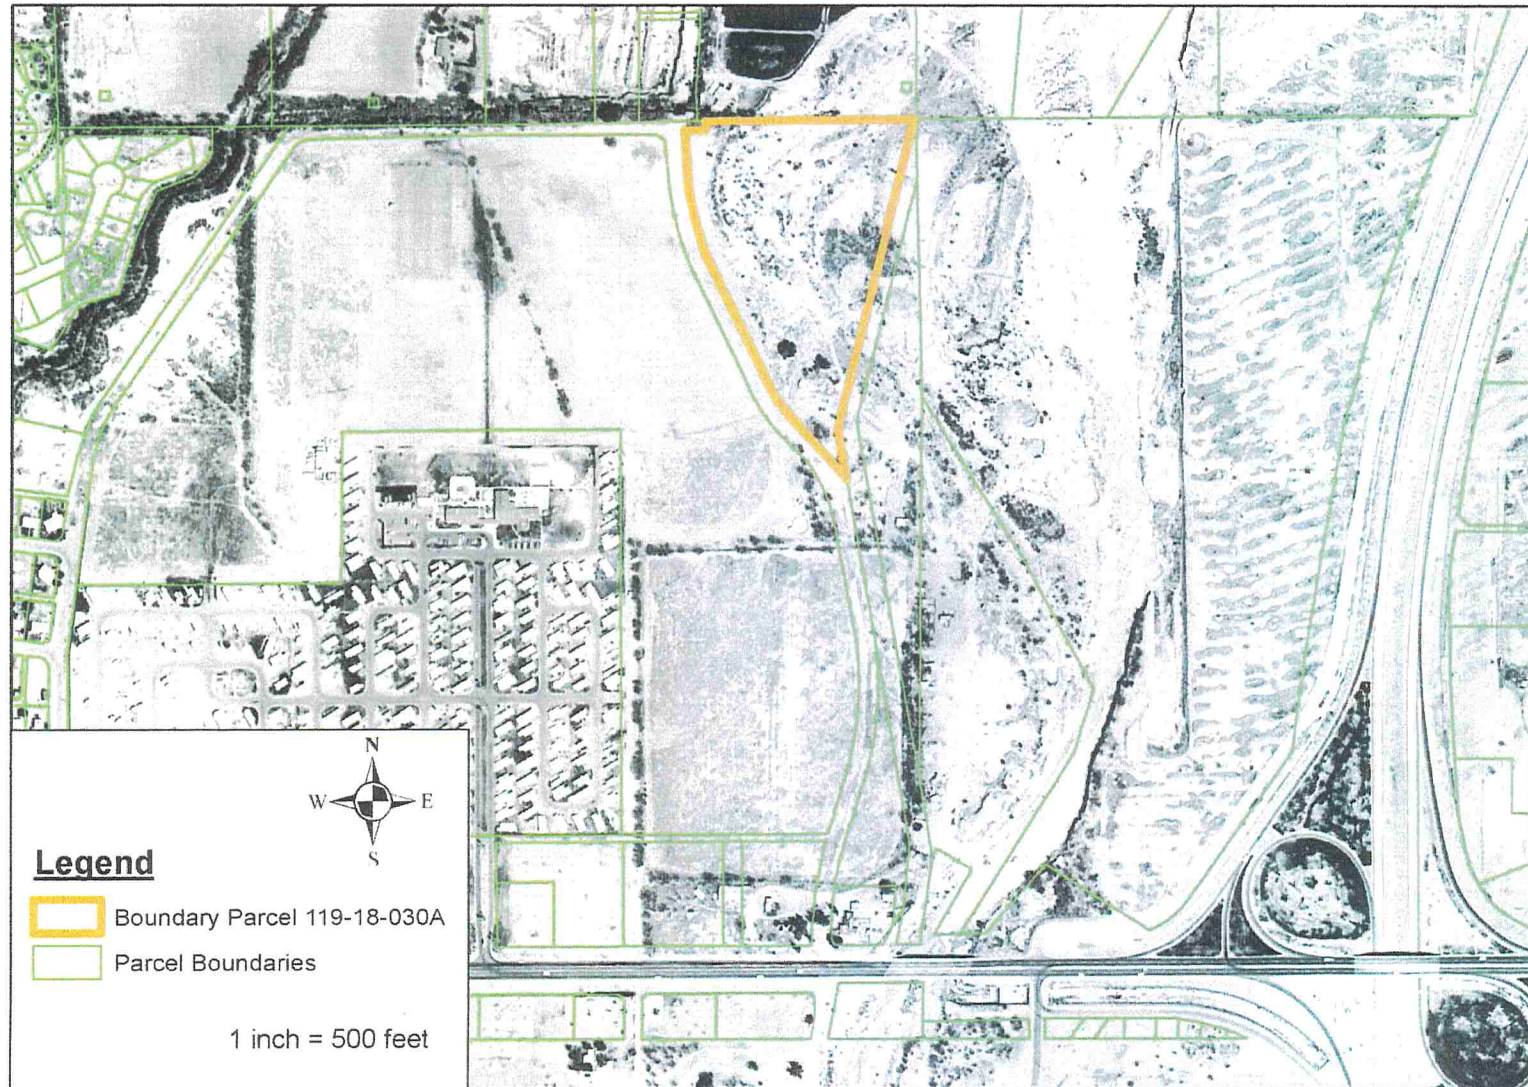 N
W E
S
Legend
Boundary Parcel 119-18-030A
Parcel Boundaries
1 inch = 500 feet